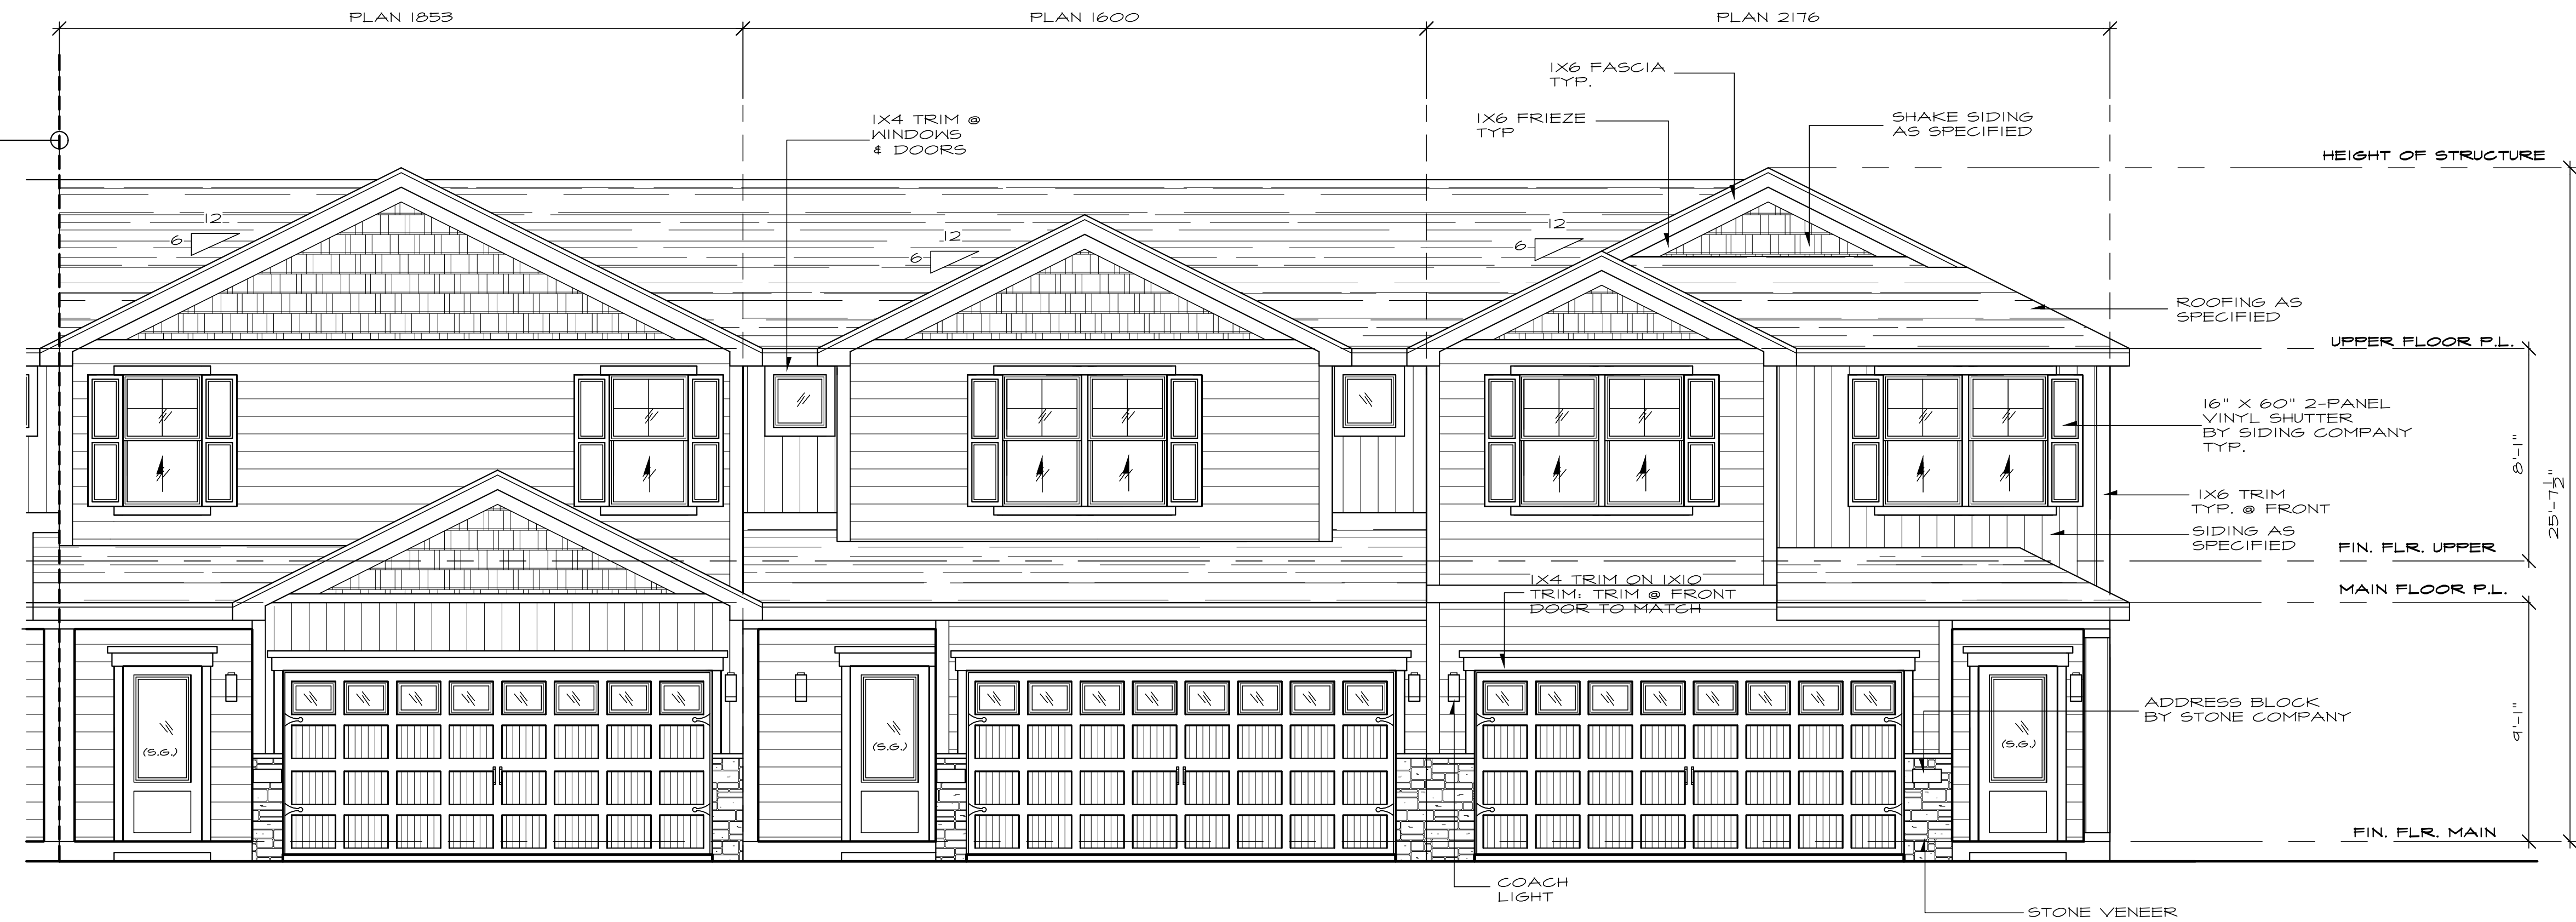 PLAN 1853
PLAN 1600
PLAN 2176
1X6 FASCIA
TYP.
1X4 TRIM @
WINDOWS
& DOORS
1X6 FRIEZE
TYP
SHAKE SIDING
AS SPECIFIED
HEIGHT OF STRUCTURE
12
6
12
6
12
6
ROOFING AS
SPECIFIED
UPPER FLOOR P.L.
16" X 60" 2-PANEL
VINYL SHUTTER
BY SIDING COMPANY
TYP.
8'-1"
25'-7 1/2"
1X6 TRIM
TYP. @ FRONT
SIDING AS
SPECIFIED
FIN. FLR. UPPER
1X4 TRIM ON 1X10
TRIM: TRIM @ FRONT
DOOR TO MATCH
MAIN FLOOR P.L.
ADDRESS BLOCK
BY STONE COMPANY
9'-1"
(S.G.)
(S.G.)
(S.G.)
FIN. FLR. MAIN
COACH
LIGHT
STONE VENEER